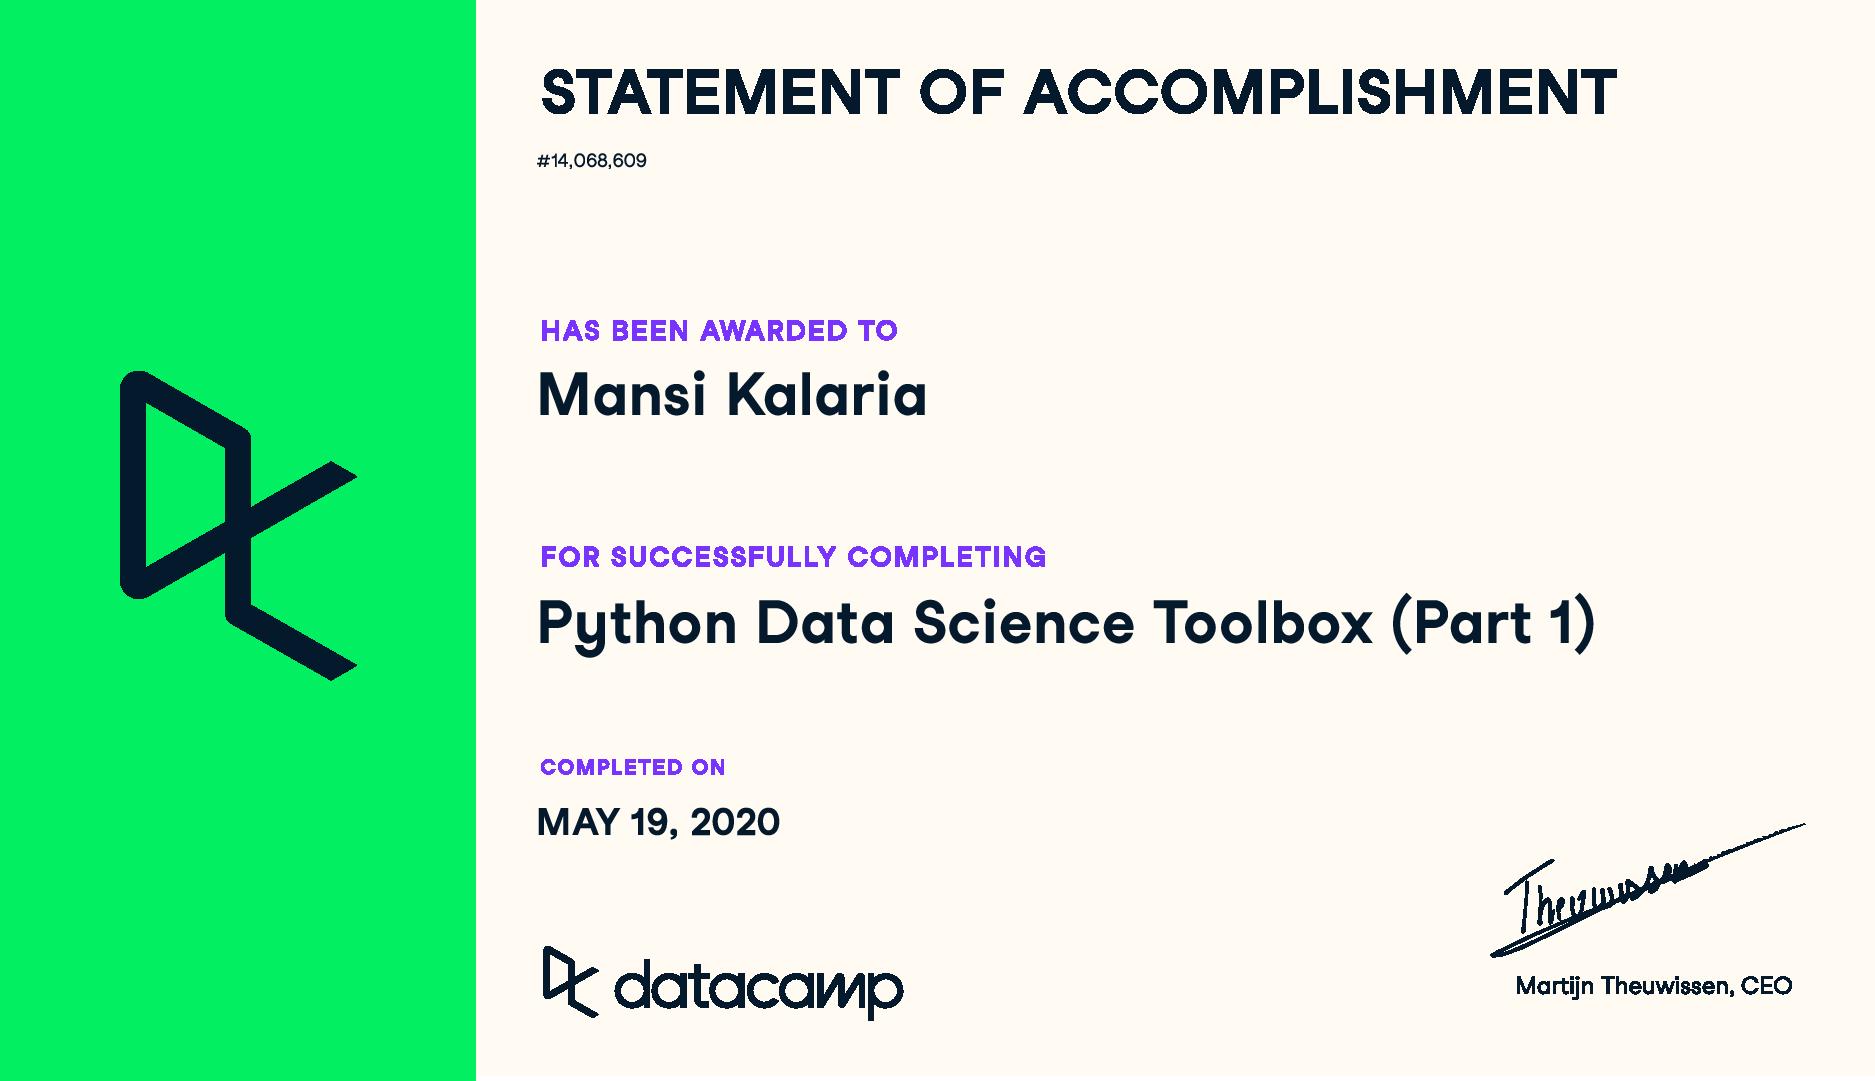 STATEMENT OF ACCOMPLISHMENT
#14,068,609
HAS BEEN AWARDED TO
Mansi Kalaria
FOR SUCCESSFULLY COMPLETING
Python Data Science Toolbox (Part 1)
COMPLETED ON
MAY 19, 2020
Theuwissen
datacamp
Martijn Theuwissen, CEO